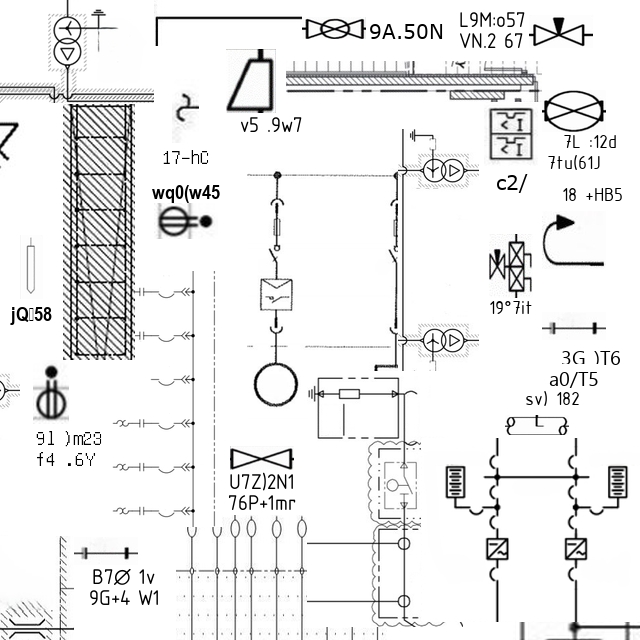 9A.50N
L9M:o57
VN.2 67
v5 .9w7
17-hC
7L :12d
7tu(61J
c2/
18 +HB5
wq0(w45
19°7it
3G )T6
a0/T5
sv) 182
L
91 )m23
f4 .6Y
U7Z)2N1
76P+1mr
B7Ø 1v
9G+4 W1